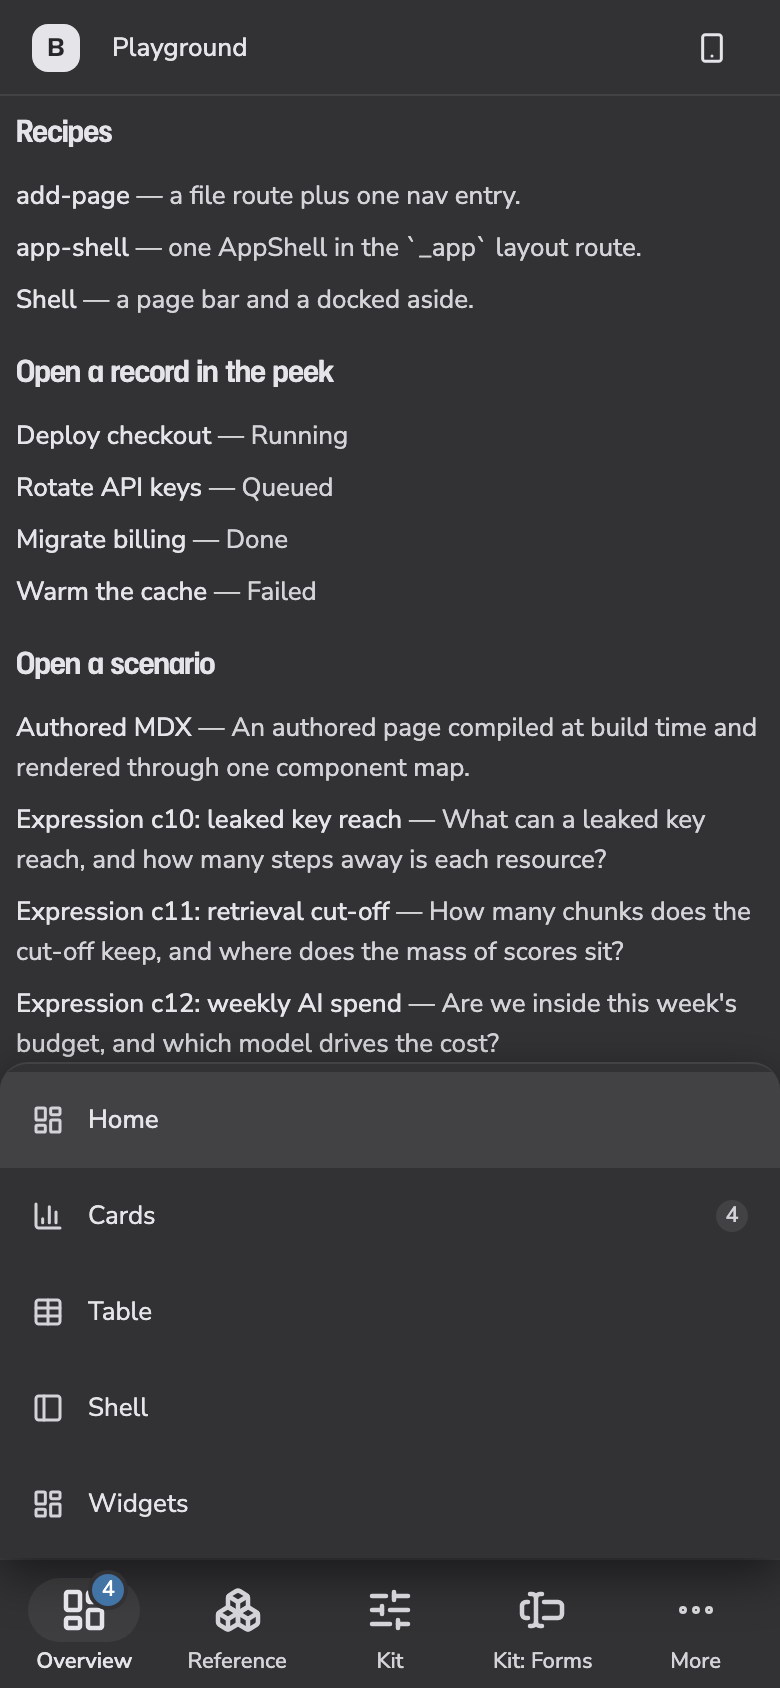 B Playground
Recipes
add-page — a file route plus one nav entry.
app-shell — one AppShell in the `_app` layout route.
Shell — a page bar and a docked aside.
Open a record in the peek
Deploy checkout — Running
Rotate API keys — Queued
Migrate billing — Done
Warm the cache — Failed
Open a scenario
Authored MDX — An authored page compiled at build time and
rendered through one component map.
Expression c10: leaked key reach — What can a leaked key
reach, and how many steps away is each resource?
Expression c11: retrieval cut-off — How many chunks does the
cut-off keep, and where does the mass of scores sit?
Expression c12: weekly AI spend — Are we inside this week's
budget, and which model drives the cost?
Home
Cards 4
Table
Shell
Widgets
4
Overview Reference Kit Kit: Forms More